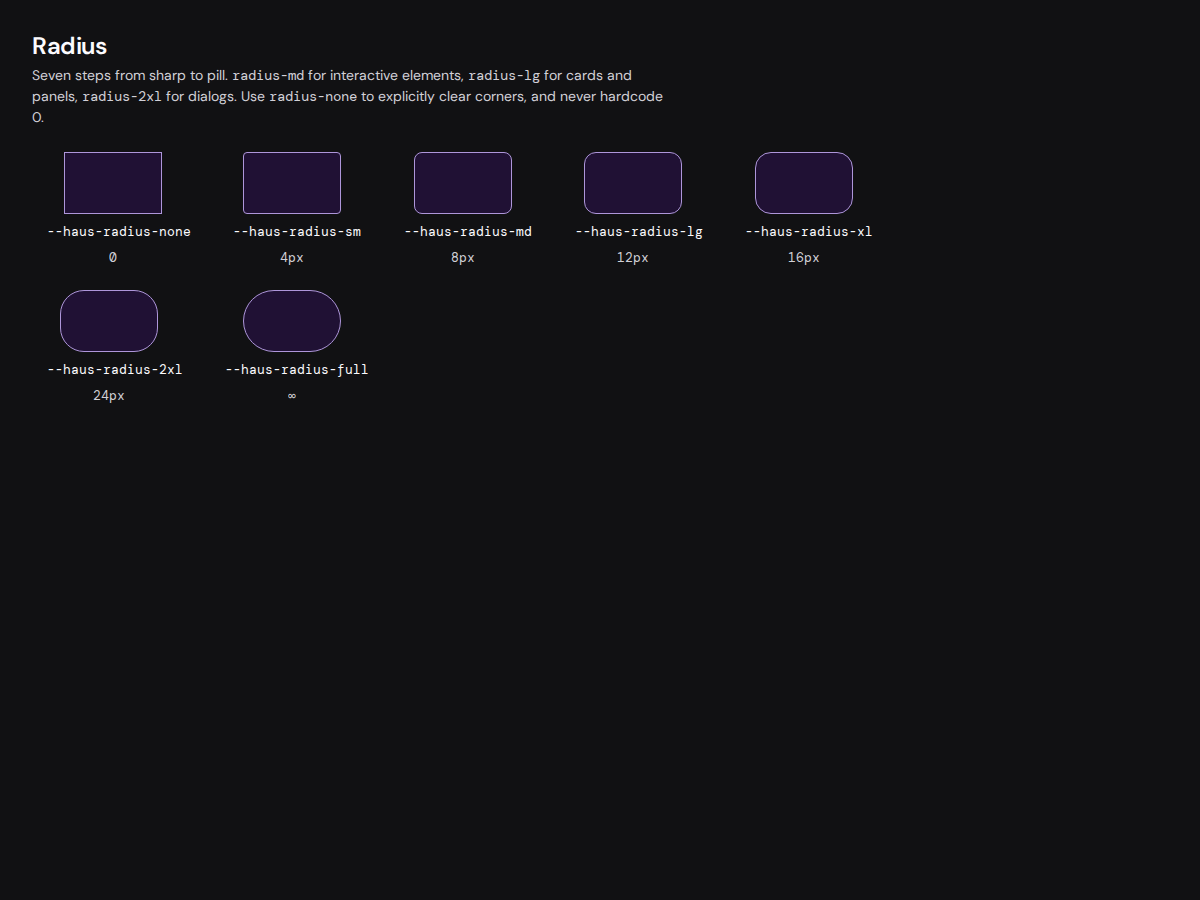 Radius
Seven steps from sharp to pill. radius-md for interactive elements, radius-lg for cards and
panels, radius-2xl for dialogs. Use radius-none to explicitly clear corners, and never hardcode
0.
--haus-radius-none --haus-radius-sm --haus-radius-md --haus-radius-lg --haus-radius-xl
0 4px 8px 12px 16px
--haus-radius-2xl --haus-radius-full
24px ∞